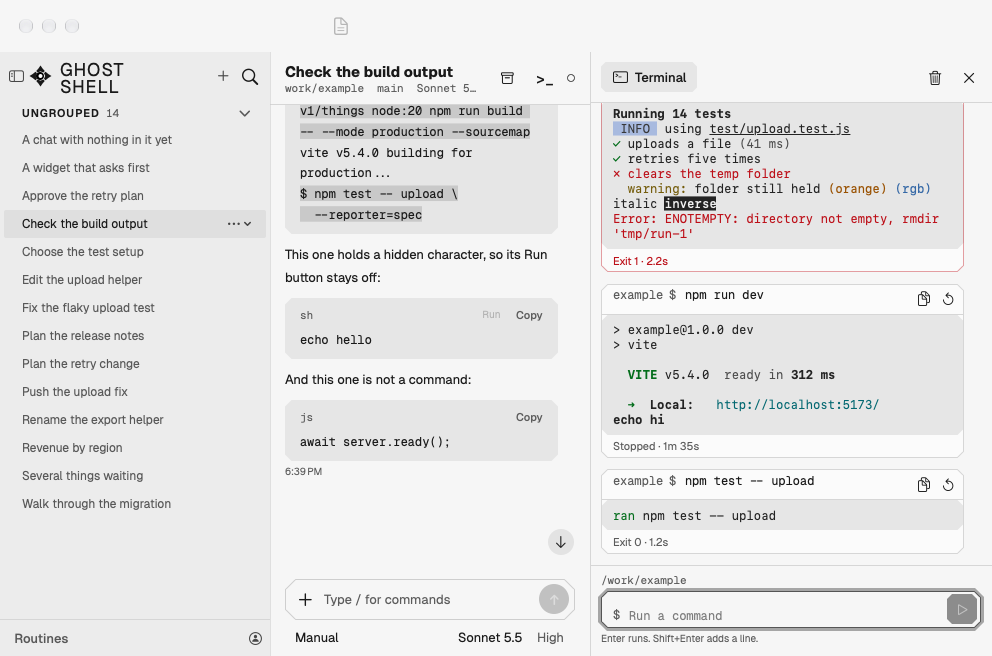 GHOST
SHELL
UNGROUPED 14
A chat with nothing in it yet
A widget that asks first
Approve the retry plan
Check the build output
Choose the test setup
Edit the upload helper
Fix the flaky upload test
Plan the release notes
Plan the retry change
Push the upload fix
Rename the export helper
Revenue by region
Several things waiting
Walk through the migration
Routines
Check the build output
work/example main Sonnet 5…
v1/things node:20 npm run build
-- --mode production --sourcemap
vite v5.4.0 building for
production...
$ npm test -- upload \
--reporter=spec
This one holds a hidden character, so its Run
button stays off:
sh Run Copy
echo hello
And this one is not a command:
js Copy
await server.ready();
6:39 PM
Type / for commands
Manual Sonnet 5.5 High
Terminal
Running 14 tests
INFO using test/upload.test.js
✓ uploads a file (41 ms)
✓ retries five times
× clears the temp folder
warning: folder still held (orange) (rgb)
italic inverse
Error: ENOTEMPTY: directory not empty, rmdir
'tmp/run-1'
Exit 1 · 2.2s
example $ npm run dev
> example@1.0.0 dev
> vite
VITE v5.4.0 ready in 312 ms
➜ Local: http://localhost:5173/
echo hi
Stopped · 1m 35s
example $ npm test -- upload
ran npm test -- upload
Exit 0 · 1.2s
/work/example
$ Run a command
Enter runs. Shift+Enter adds a line.